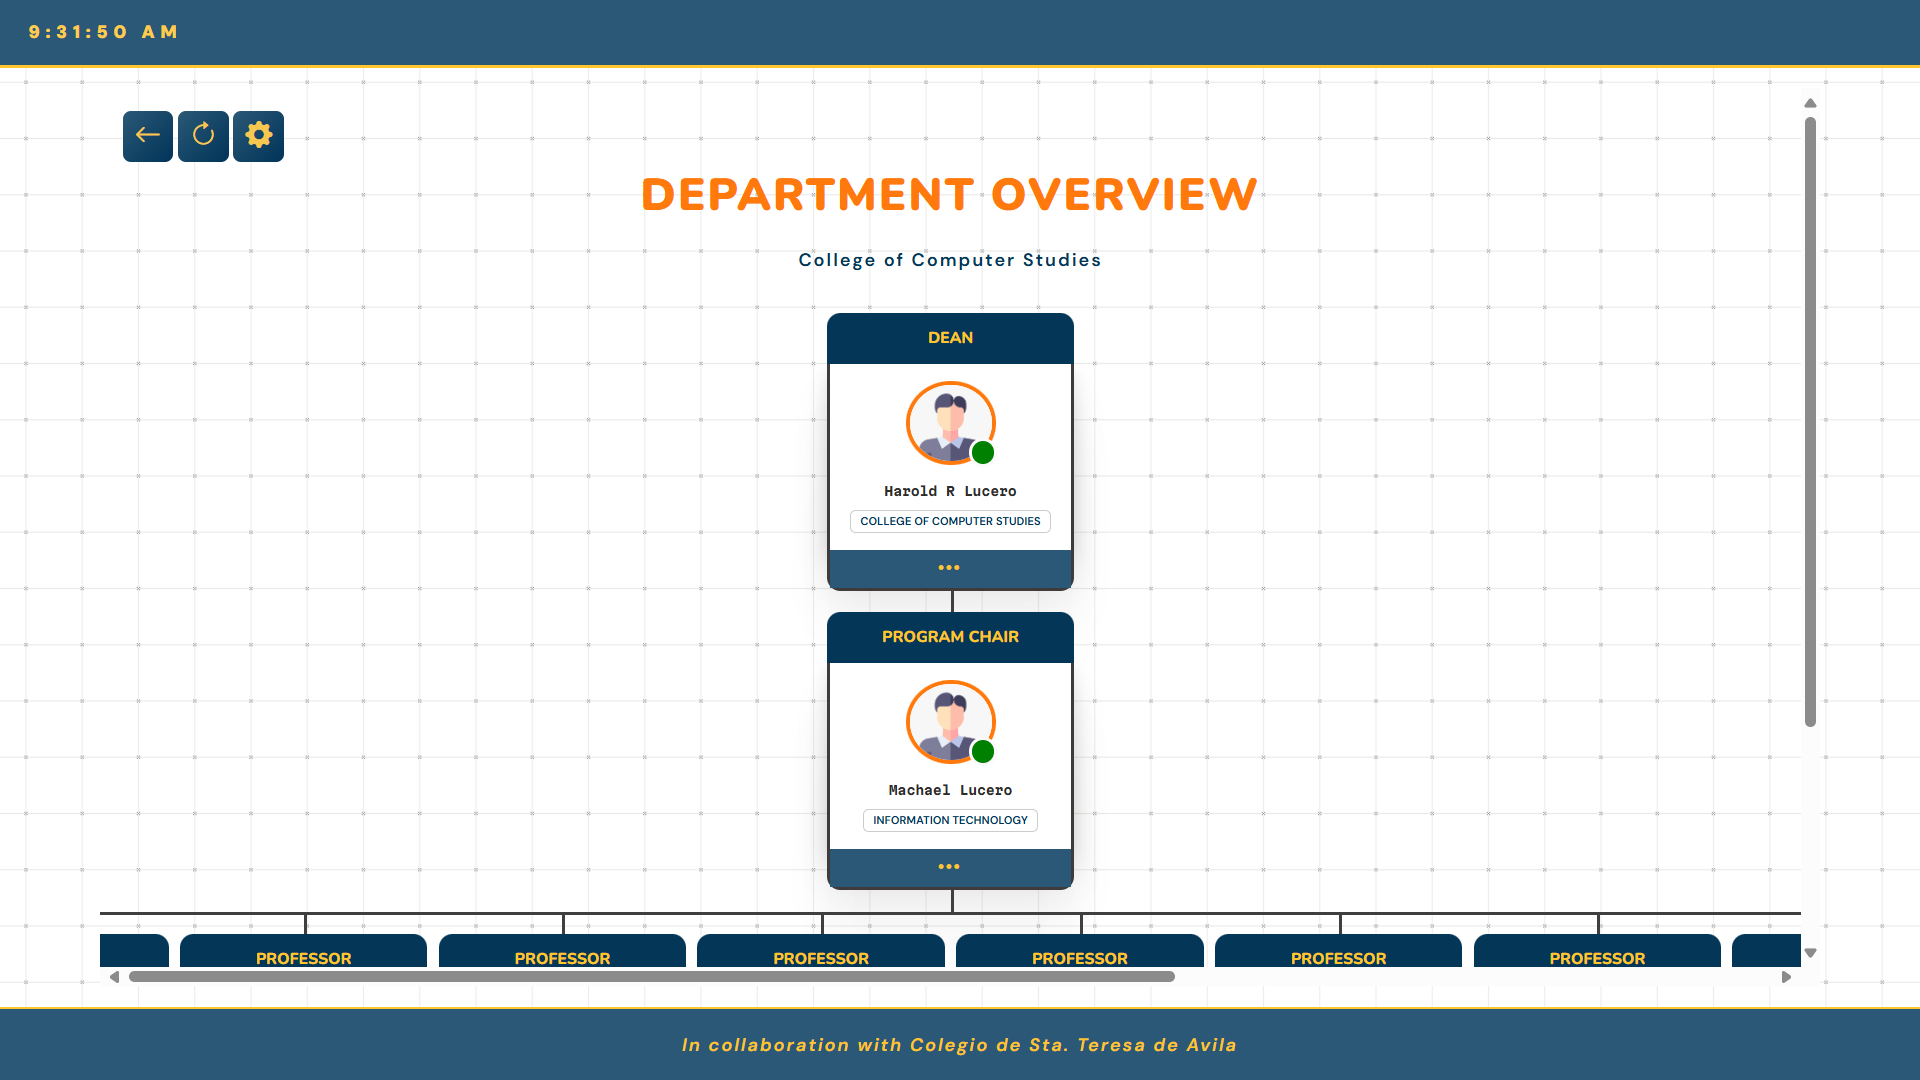 9:31:50 AM
DEPARTMENT OVERVIEW
College of Computer Studies
DEAN
Harold R Lucero
COLLEGE OF COMPUTER STUDIES
PROGRAM CHAIR
Machael Lucero
INFORMATION TECHNOLOGY
PROFESSOR PROFESSOR PROFESSOR PROFESSOR PROFESSOR PROFESSOR
In collaboration with Colegio de Sta. Teresa de Avila